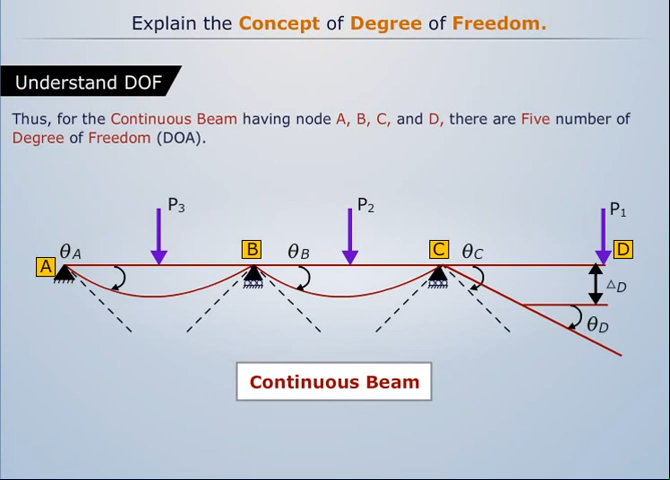 Explain the Concept of Degree of Freedom.
Understand DOF
Thus, for the Continuous Beam having node A, B, C, and D, there are Five number of
Degree of Freedom (DOA).
P₃
P₂
P₁
A
θA
B
θB
C
θC
D
△D
θD
Continuous Beam